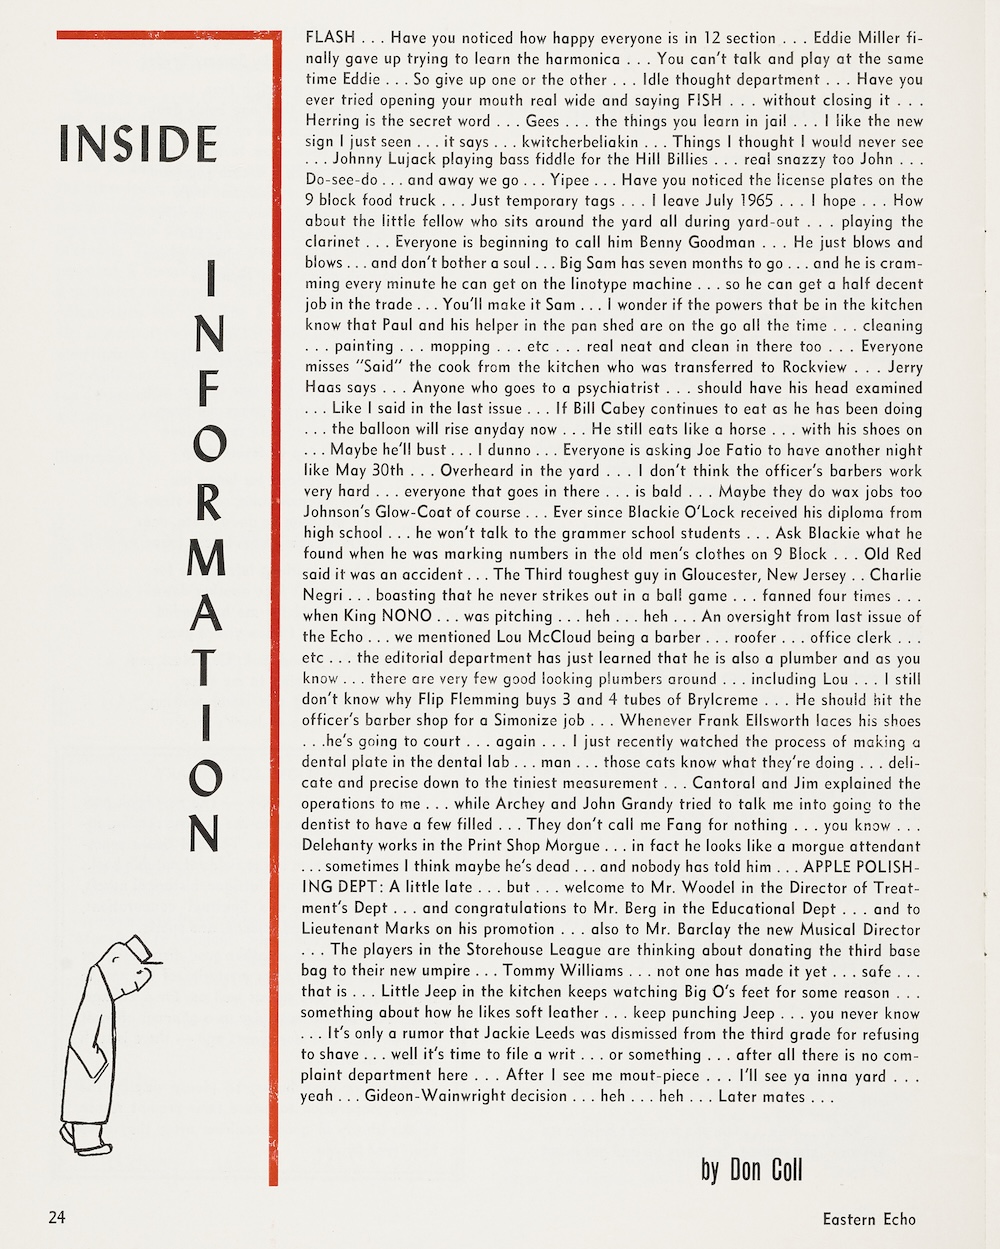 INSIDE
I
N
F
O
R
M
A
T
I
O
N
FLASH . . . Have you noticed how happy everyone is in 12 section . . . Eddie Miller fi-
nally gave up trying to learn the harmonica . . . You can't talk and play at the same
time Eddie . . . So give up one or the other . . . Idle thought department . . . Have you
ever tried opening your mouth real wide and saying FISH . . . without closing it . . .
Herring is the secret word . . . Gees . . . the things you learn in jail . . . I like the new
sign I just seen . . . it says . . . kwitcherbeliakin . . . Things I thought I would never see
. . . Johnny Lujack playing bass fiddle for the Hill Billies . . . real snazzy too John . . .
Do-see-do . . . and away we go . . . Yipee . . . Have you noticed the license plates on the
9 block food truck . . . Just temporary tags . . . I leave July 1965 . . . I hope . . . How
about the little fellow who sits around the yard all during yard-out . . . playing the
clarinet . . . Everyone is beginning to call him Benny Goodman . . . He just blows and
blows . . . and don't bother a soul . . . Big Sam has seven months to go . . . and he is cram-
ming every minute he can get on the linotype machine . . . so he can get a half decent
job in the trade . . . You'll make it Sam . . . I wonder if the powers that be in the kitchen
know that Paul and his helper in the pan shed are on the go all the time . . . cleaning
. . . painting . . . mopping . . . etc . . . real neat and clean in there too . . . Everyone
misses "Said" the cook from the kitchen who was transferred to Rockview . . . Jerry
Haas says . . . Anyone who goes to a psychiatrist . . . should have his head examined
. . . Like I said in the last issue . . . If Bill Cabey continues to eat as he has been doing
. . . the balloon will rise anyday now . . . He still eats like a horse . . . with his shoes on
. . . Maybe he'll bust . . . I dunno . . . Everyone is asking Joe Fatio to have another night
like May 30th . . . Overheard in the yard . . . I don't think the officer's barbers work
very hard . . . everyone that goes in there . . . is bald . . . Maybe they do wax jobs too
Johnson's Glow-Coat of course . . . Ever since Blackie O'Lock received his diploma from
high school . . . he won't talk to the grammer school students . . . Ask Blackie what he
found when he was marking numbers in the old men's clothes on 9 Block . . . Old Red
said it was an accident . . . The Third toughest guy in Gloucester, New Jersey . . Charlie
Negri . . . boasting that he never strikes out in a ball game . . . fanned four times . . .
when King NONO . . . was pitching . . . heh . . . heh . . . An oversight from last issue of
the Echo . . . we mentioned Lou McCloud being a barber . . . roofer . . . office clerk . . .
etc . . . the editorial department has just learned that he is also a plumber and as you
know . . . there are very few good looking plumbers around . . . including Lou . . . I still
don't know why Flip Flemming buys 3 and 4 tubes of Brylcreme . . . He should hit the
officer's barber shop for a Simonize job . . . Whenever Frank Ellsworth laces his shoes
. . .he's going to court . . . again . . . I just recently watched the process of making a
dental plate in the dental lab . . . man . . . those cats know what they're doing . . . deli-
cate and precise down to the tiniest measurement . . . Cantoral and Jim explained the
operations to me . . . while Archey and John Grandy tried to talk me into going to the
dentist to have a few filled . . . They don't call me Fang for nothing . . . you know . . .
Delehanty works in the Print Shop Morgue . . . in fact he looks like a morgue attendant
. . . sometimes I think maybe he's dead . . . and nobody has told him . . . APPLE POLISH-
ING DEPT: A little late . . . but . . . welcome to Mr. Woodel in the Director of Treat-
ment's Dept . . . and congratulations to Mr. Berg in the Educational Dept . . . and to
Lieutenant Marks on his promotion . . . also to Mr. Barclay the new Musical Director
. . . The players in the Storehouse League are thinking about donating the third base
bag to their new umpire . . . Tommy Williams . . . not one has made it yet . . . safe . . .
that is . . . Little Jeep in the kitchen keeps watching Big O's feet for some reason . . .
something about how he likes soft leather . . . keep punching Jeep . . . you never know
. . . It's only a rumor that Jackie Leeds was dismissed from the third grade for refusing
to shave . . . well it's time to file a writ . . . or something . . . after all there is no com-
plaint department here . . . After I see me mout-piece . . . I'll see ya inna yard . . .
yeah . . . Gideon-Wainwright decision . . . heh . . . heh . . . Later mates . . .
by Don Coll
24
Eastern Echo